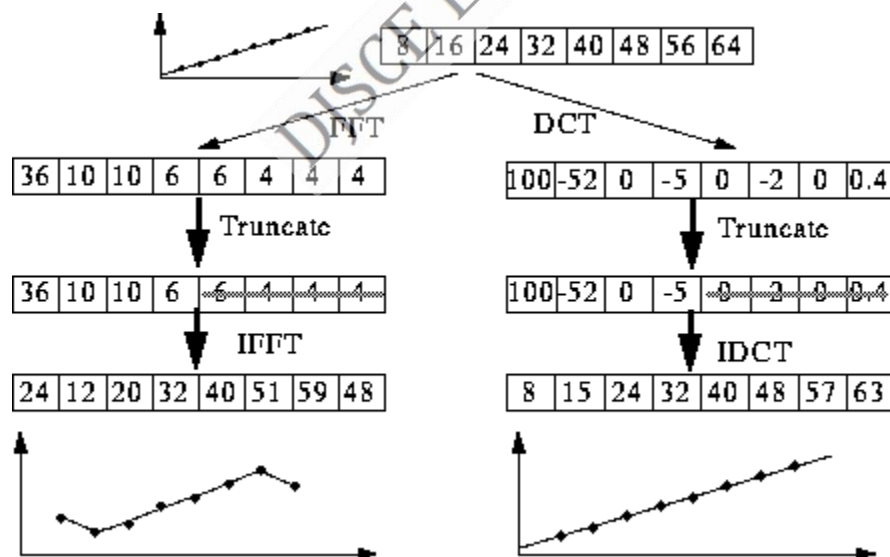 8 16 24 32 40 48 56 64
FFT DCT
36 10 10 6 6 4 4 4 100 -52 0 -5 0 -2 0 0.4
Truncate Truncate
36 10 10 6 6 4 4 4 100 -52 0 -5 0 2 0 0.4
IFFT IDCT
24 12 20 32 40 51 59 48 8 15 24 32 40 48 57 63